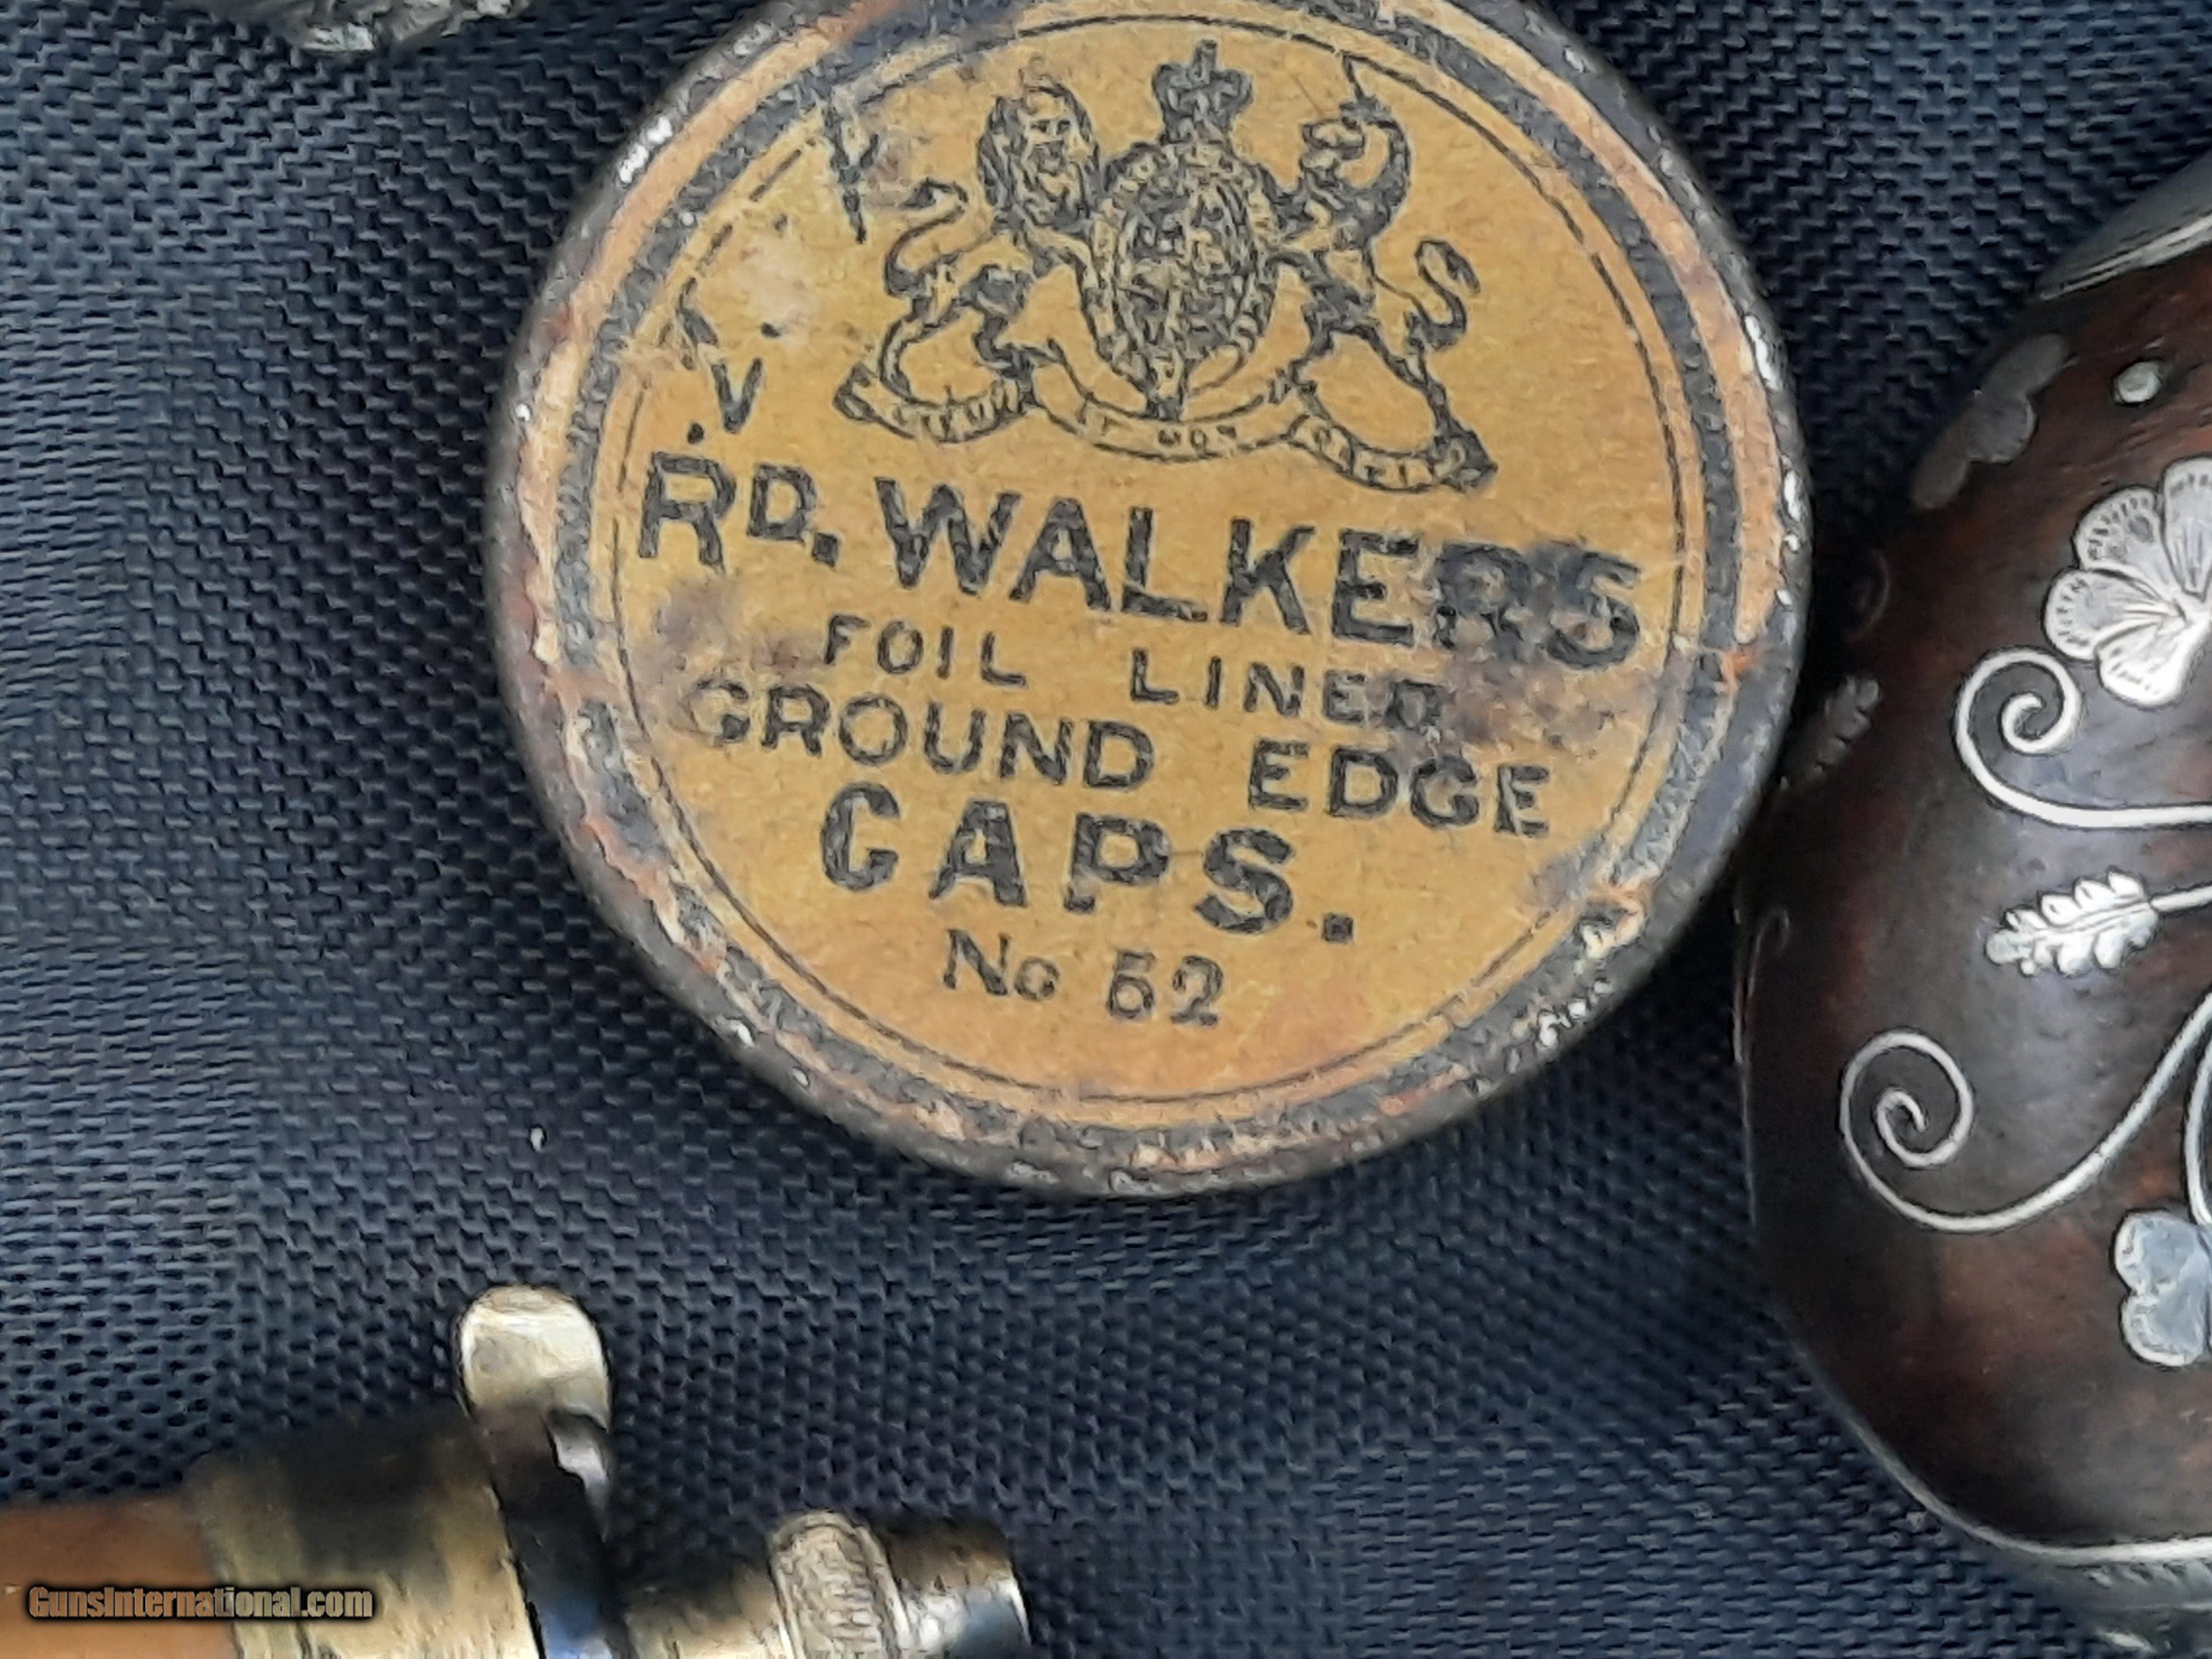 V
RD. WALKERS
FOIL LINED
GROUND EDGE
CAPS.
No 52
GunsInternational.com